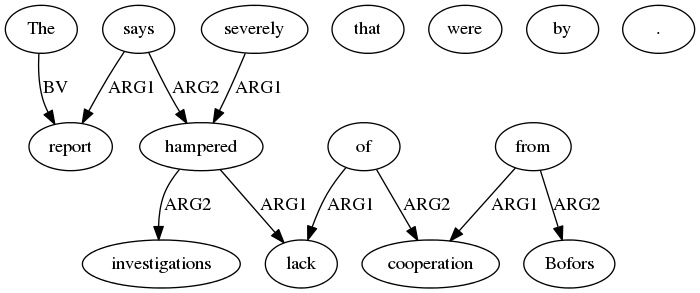 The says severely that were by .
BV ARG1 ARG2 ARG1
report hampered of from
ARG2 ARG1 ARG1 ARG2 ARG1 ARG2
investigations lack cooperation Bofors